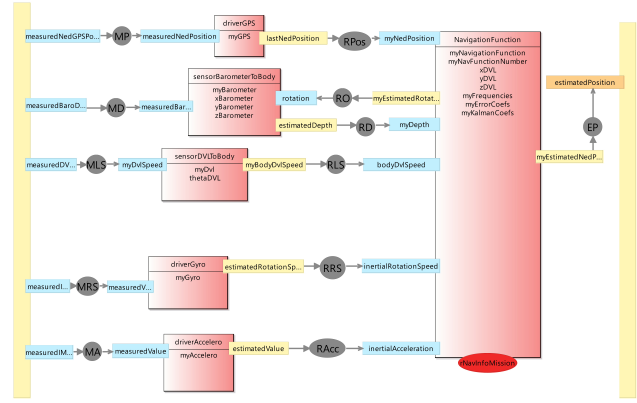 driverGPS
myGPS
measuredNedGPSPo...
MP
measuredNedPosition
lastNedPosition
RPos
myNedPosition
NavigationFunction
myNavigationFunction
myNavFunctionNumber
xDVL
yDVL
zDVL
myFrequencies
myErrorCoefs
myKalmanCoefs
sensorBarometerToBody
myBarometer
xBarometer
yBarometer
zBarometer
measuredBaroD...
MD
measuredBar...
rotation
RO
myEstimatedRotat...
estimatedDepth
RD
myDepth
estimatedPosition
EP
myEstimatedNedP...
sensorDVLToBody
myDvl
thetaDVL
measuredDV...
MLS
myDvlSpeed
myBodyDvlSpeed
RLS
bodyDvlSpeed
driverGyro
myGyro
measuredI...
MRS
measuredV...
estimatedRotationSp...
RRS
inertialRotationSpeed
driverAccelero
myAccelero
measuredIM...
MA
measuredValue
estimatedValue
RAcc
inertialAcceleration
NavInfoMission